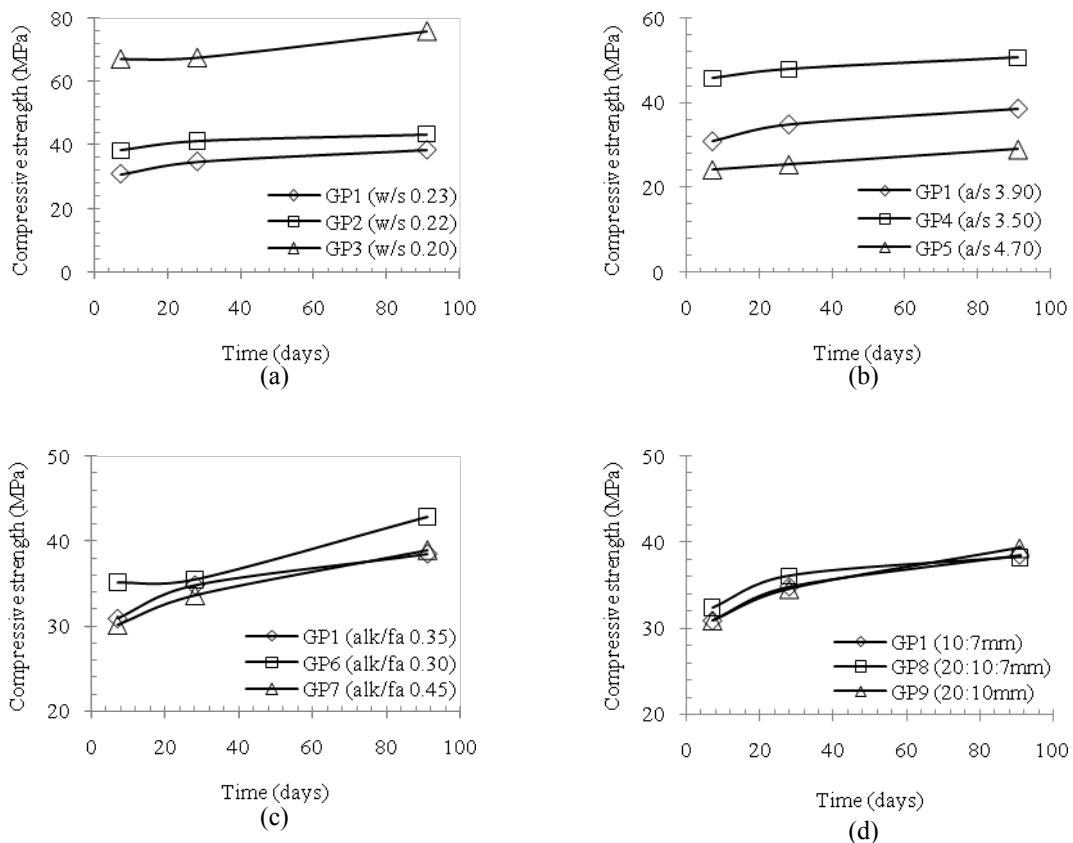 Compressive strength (MPa)
80
60
40
20
0
GP1 (w/s 0.23)
GP2 (w/s 0.22)
GP3 (w/s 0.20)
0 20 40 60 80 100
Time (days)
(a)
Compressive strength (MPa)
60
40
20
0
GP1 (a/s 3.90)
GP4 (a/s 3.50)
GP5 (a/s 4.70)
0 20 40 60 80 100
Time (days)
(b)
Compressive strength (MPa)
50
40
30
20
GP1 (alk/fa 0.35)
GP6 (alk/fa 0.30)
GP7 (alk/fa 0.45)
0 20 40 60 80 100
Time (days)
(c)
Compressive strength (MPa)
50
40
30
20
GP1 (10:7mm)
GP8 (20:10:7mm)
GP9 (20:10mm)
0 20 40 60 80 100
Time (days)
(d)